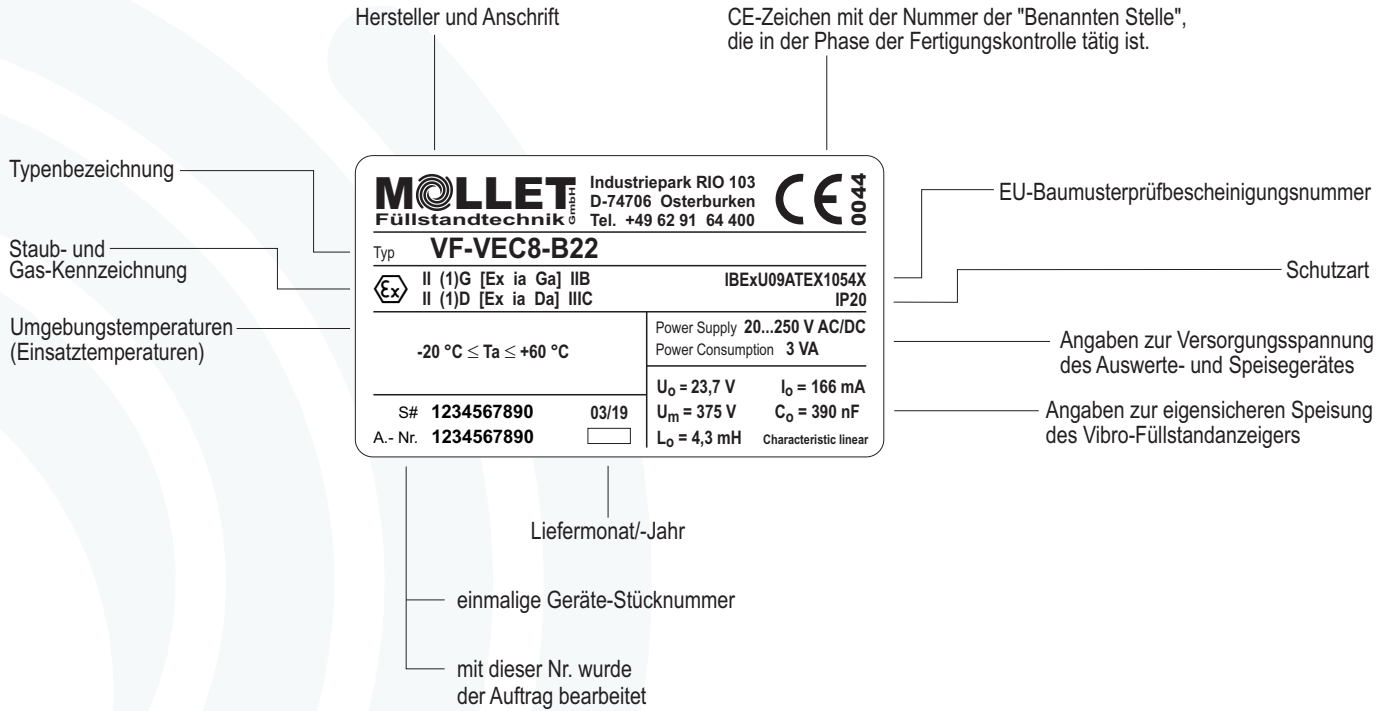 Hersteller und Anschrift
CE-Zeichen mit der Nummer der "Benannten Stelle",
die in der Phase der Fertigungskontrolle tätig ist.
Typenbezeichnung
Staub- und
Gas-Kennzeichnung
Umgebungstemperaturen
(Einsatztemperaturen)
MOLLET GmbH
Füllstandtechnik
Industriepark RIO 103
D-74706 Osterburken
Tel. +49 62 91 64 400
CE 0044
Typ VF-VEC8-B22
Ex II (1)G [Ex ia Ga] IIB
II (1)D [Ex ia Da] IIIC
IBExU09ATEX1054X
IP20
-20 °C ≤ Ta ≤ +60 °C
Power Supply 20...250 V AC/DC
Power Consumption 3 VA
Uo = 23,7 V Io = 166 mA
Um = 375 V Co = 390 nF
Lo = 4,3 mH Characteristic linear
S# 1234567890 03/19
A.- Nr. 1234567890
EU-Baumusterprüfbescheinigungsnummer
Schutzart
Angaben zur Versorgungsspannung
des Auswerte- und Speisegerätes
Angaben zur eigensicheren Speisung
des Vibro-Füllstandanzeigers
Liefermonat/-Jahr
einmalige Geräte-Stücknummer
mit dieser Nr. wurde
der Auftrag bearbeitet